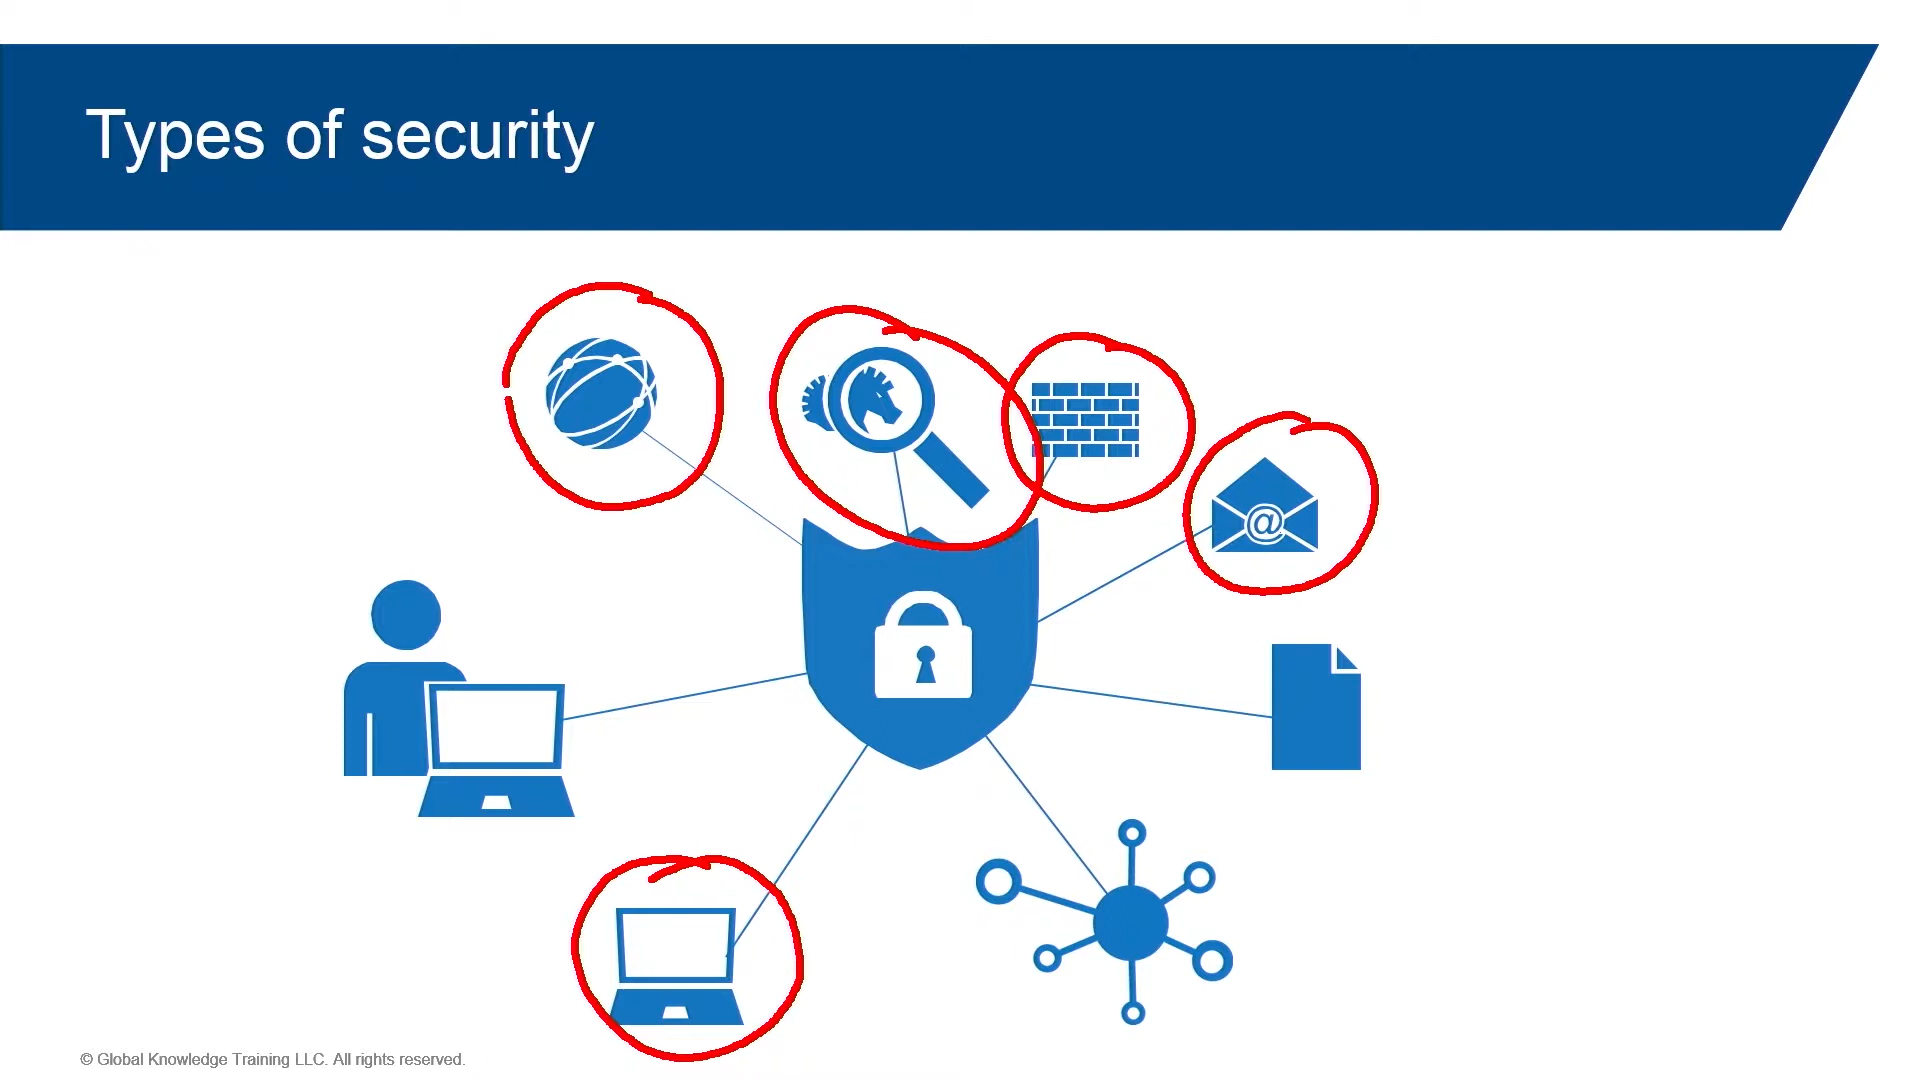 Types of security
@
© Global Knowledge Training LLC. All rights reserved.